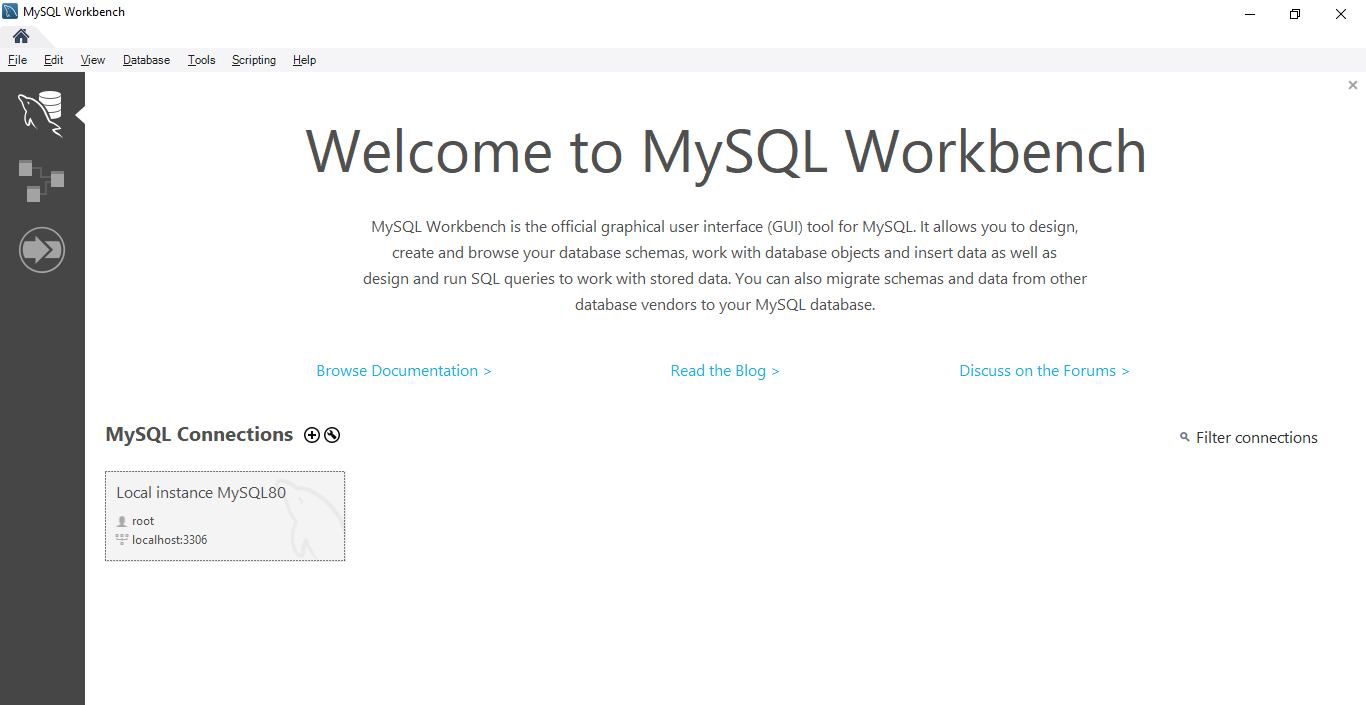 MySQL Workbench
File Edit View Database Tools Scripting Help
Welcome to MySQL Workbench
MySQL Workbench is the official graphical user interface (GUI) tool for MySQL. It allows you to design,
create and browse your database schemas, work with database objects and insert data as well as
design and run SQL queries to work with stored data. You can also migrate schemas and data from other
database vendors to your MySQL database.
Browse Documentation > Read the Blog > Discuss on the Forums >
MySQL Connections Filter connections
Local instance MySQL80
root
localhost:3306